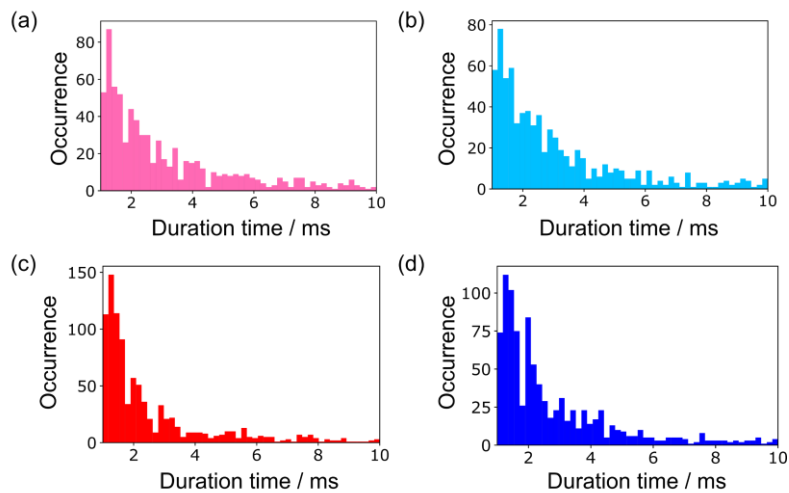 (a)
80
60
40
20
0
Occurrence
2 4 6 8 10
Duration time / ms
(b)
80
60
40
20
0
Occurrence
2 4 6 8 10
Duration time / ms
(c)
150
100
50
0
Occurrence
2 4 6 8 10
Duration time / ms
(d)
100
75
50
25
0
Occurrence
2 4 6 8 10
Duration time / ms